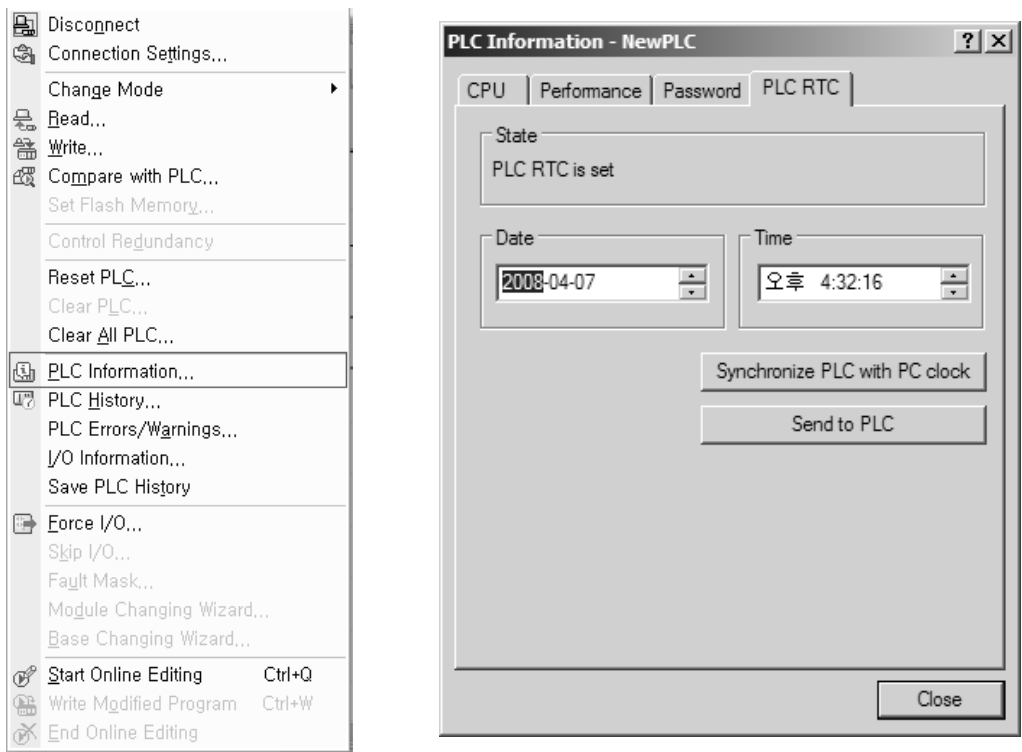 Disconnect
Connection Settings...
Change Mode
Read...
Write...
Compare with PLC...
Set Flash Memory...
Control Redundancy
Reset PLC...
Clear PLC...
Clear All PLC...
PLC Information...
PLC History...
PLC Errors/Warnings...
I/O Information...
Save PLC History
Force I/O...
Skip I/O...
Fault Mask...
Module Changing Wizard...
Base Changing Wizard...
Start Online Editing Ctrl+Q
Write Modified Program Ctrl+W
End Online Editing
PLC Information - NewPLC
CPU Performance Password PLC RTC
State
PLC RTC is set
Date Time
2008-04-07 오후 4:32:16
Synchronize PLC with PC clock
Send to PLC
Close